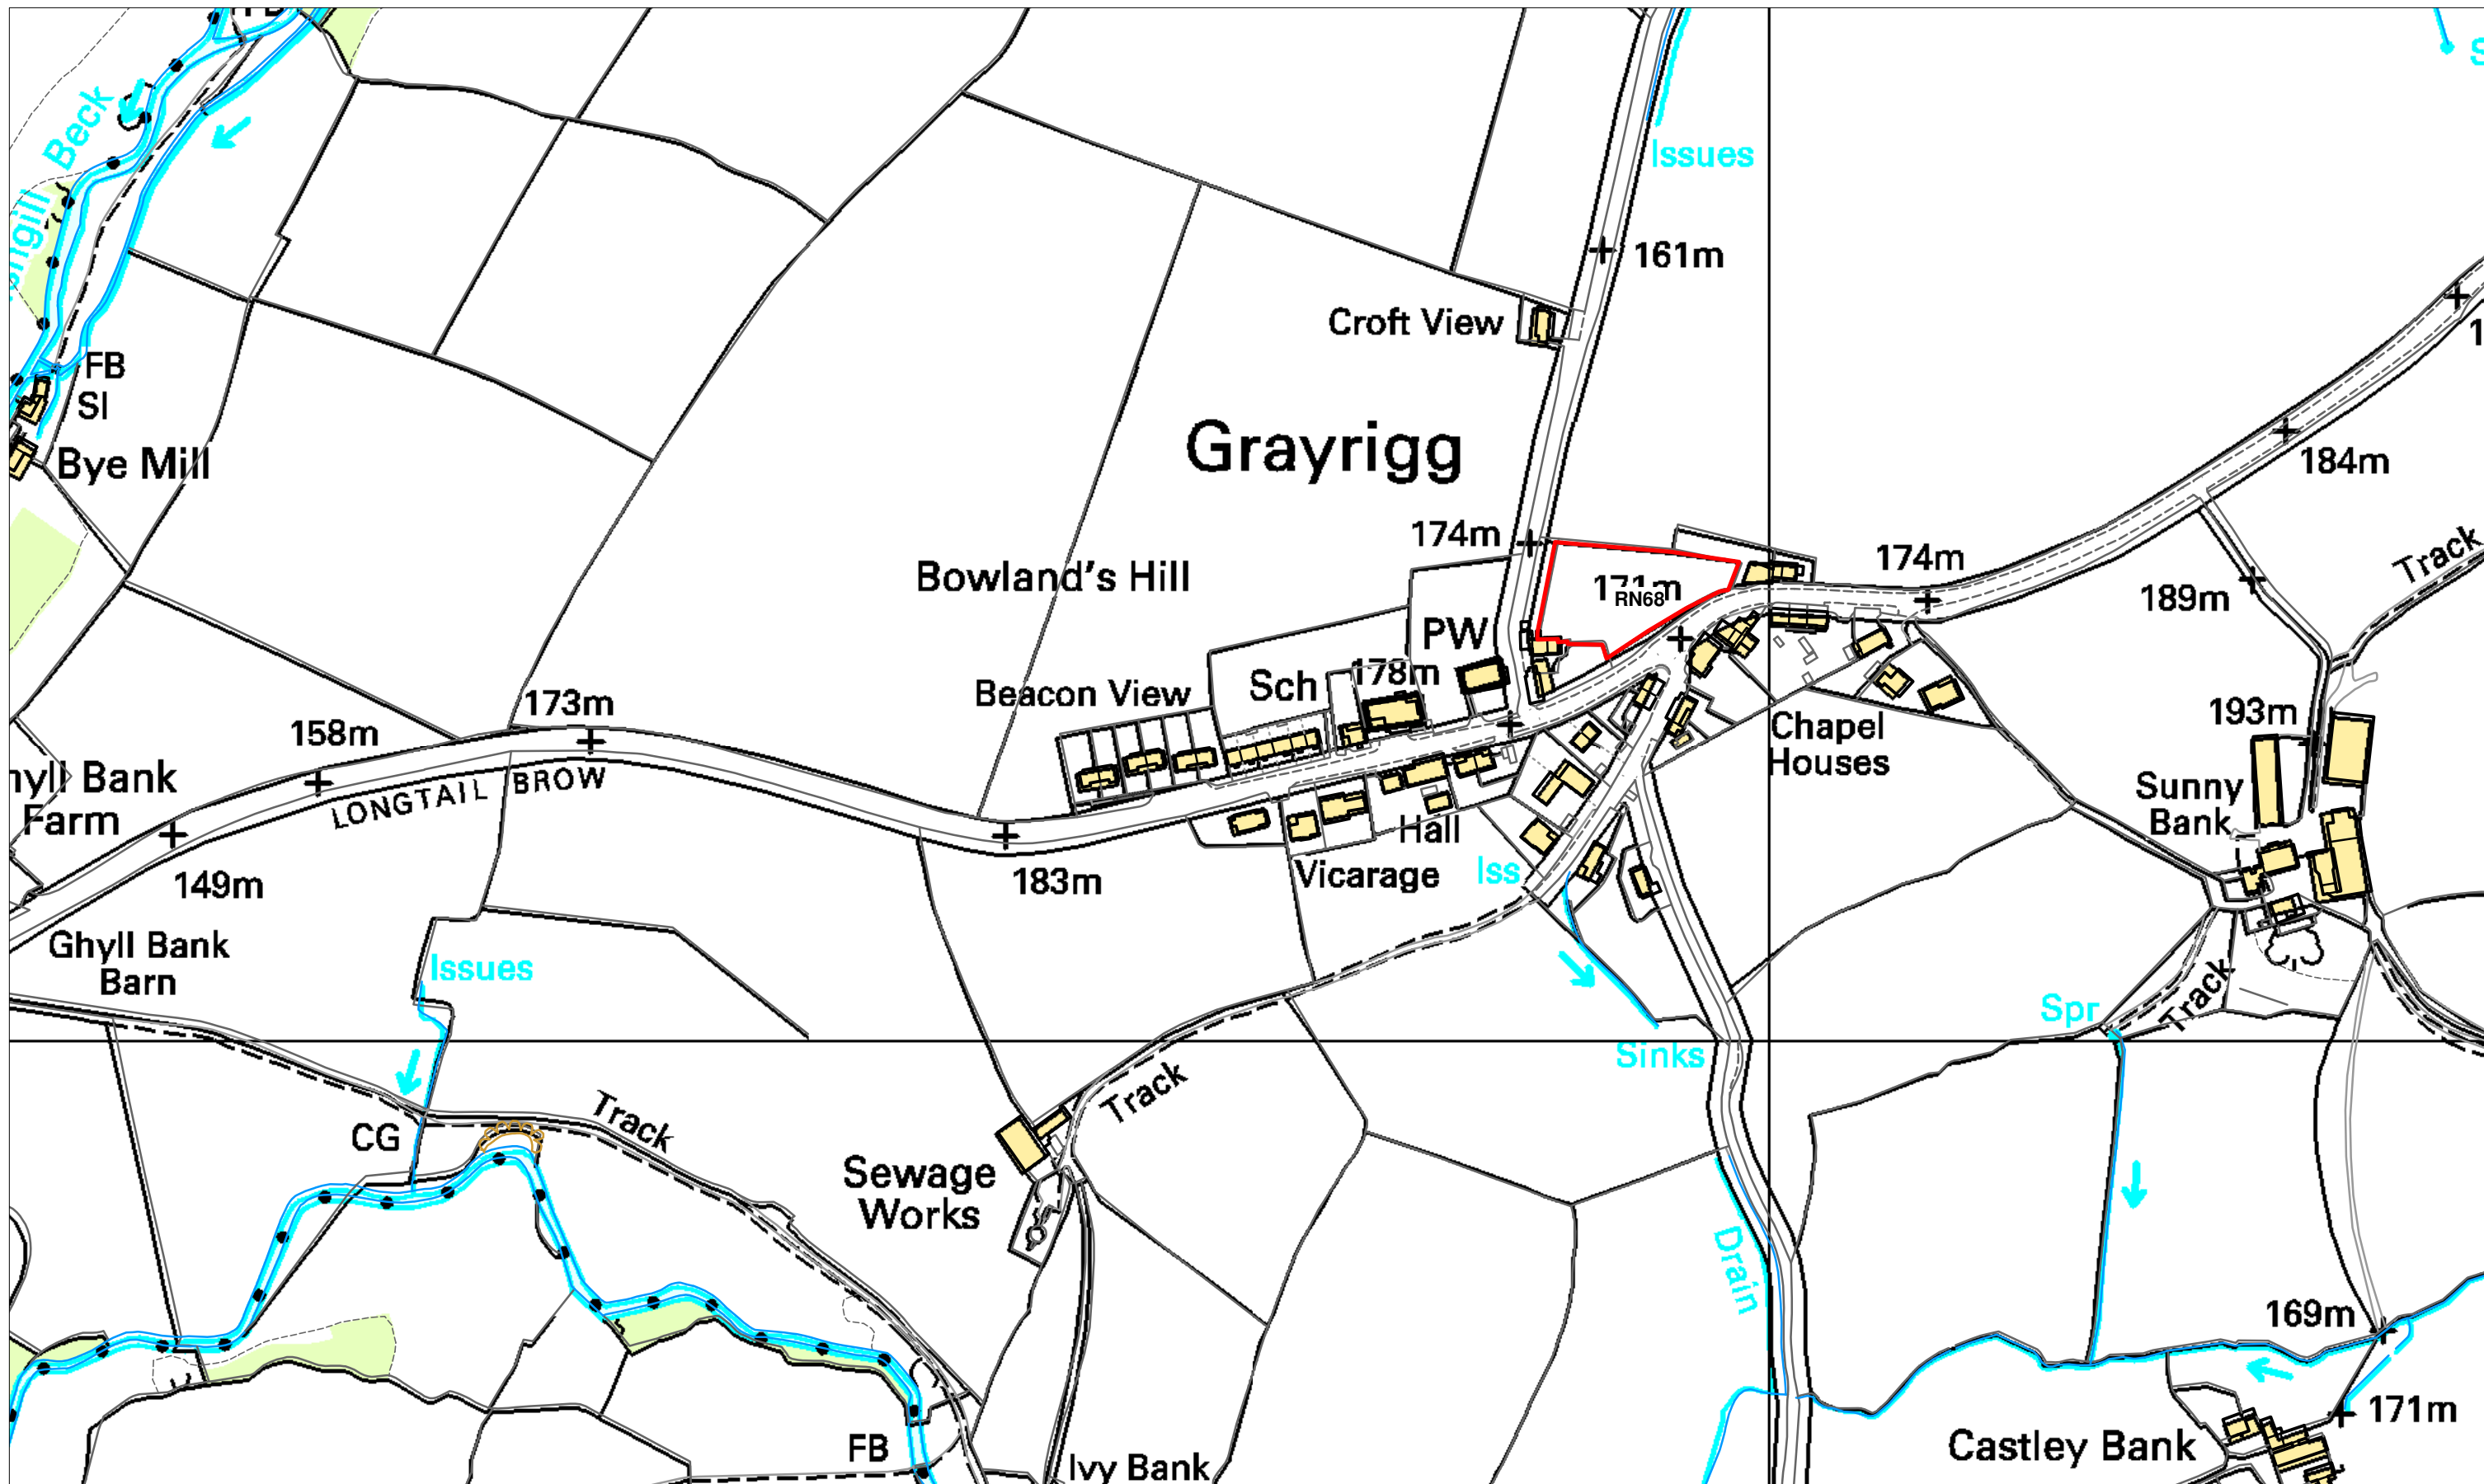 Beck
Issues
161m
Croft View
FB
SI
Bye Mill
Grayrigg
184m
174m
174m
Track
Bowland's Hill
171m
RN68
189m
PW
178m
Sch
Beacon View
173m
158m
193m
Chapel
Houses
LONGTAIL BROW
Bank
Farm
Sunny
Bank
Hall
149m
183m
Vicarage
Iss
Ghyll Bank
Barn
Issues
Track
Spr
Sinks
Track
Track
CG
Sewage
Works
Drain
169m
171m
FB
Castley Bank
Ivy Bank